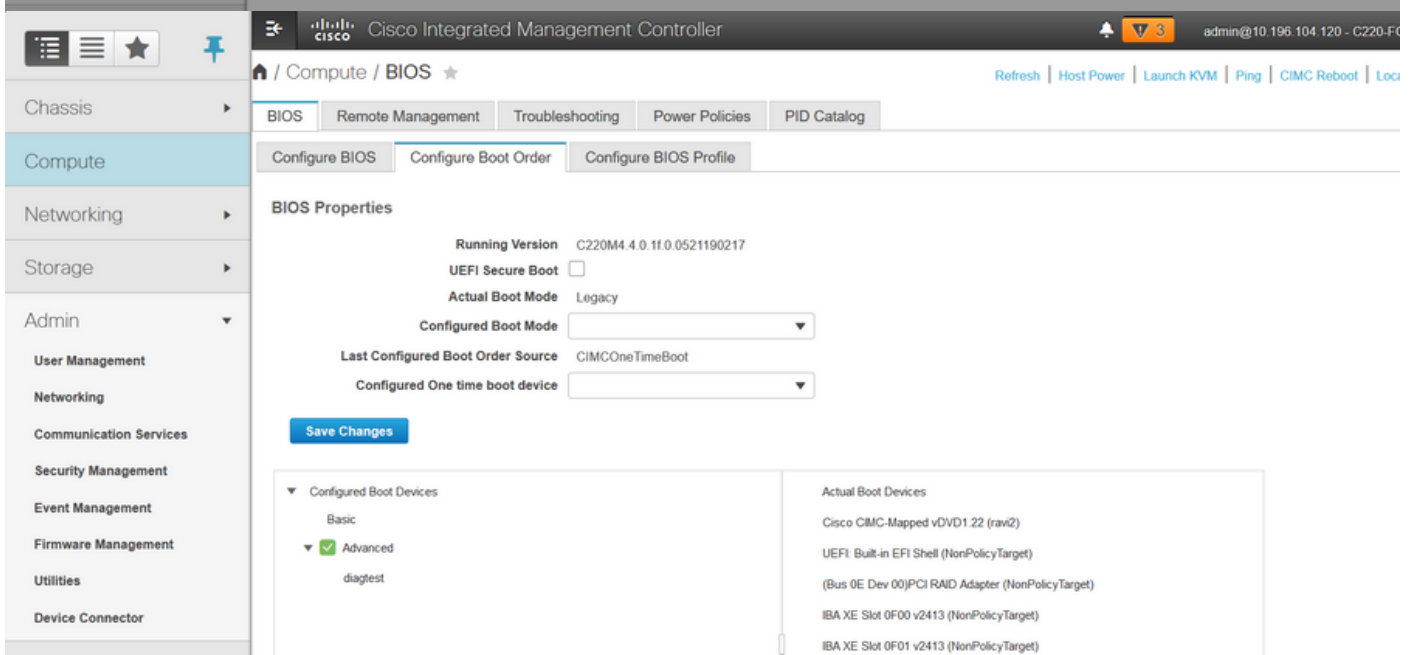 cisco Cisco Integrated Management Controller 3 admin@10.196.104.120 - C220-FC
/ Compute / BIOS
Refresh | Host Power | Launch KVM | Ping | CIMC Reboot | Loca
Chassis
Compute
Networking
Storage
Admin
User Management
Networking
Communication Services
Security Management
Event Management
Firmware Management
Utilities
Device Connector
BIOS Remote Management Troubleshooting Power Policies PID Catalog
Configure BIOS Configure Boot Order Configure BIOS Profile
BIOS Properties
Running Version C220M4.4.0.1f.0.0521190217
UEFI Secure Boot
Actual Boot Mode Legacy
Configured Boot Mode
Last Configured Boot Order Source CIMCOneTimeBoot
Configured One time boot device
Save Changes
Configured Boot Devices
Basic
Advanced
diagtest
Actual Boot Devices
Cisco CIMC-Mapped vDVD1.22 (ravi2)
UEFI: Built-in EFI Shell (NonPolicyTarget)
(Bus 0E Dev 00)PCI RAID Adapter (NonPolicyTarget)
IBA XE Slot 0F00 v2413 (NonPolicyTarget)
IBA XE Slot 0F01 v2413 (NonPolicyTarget)